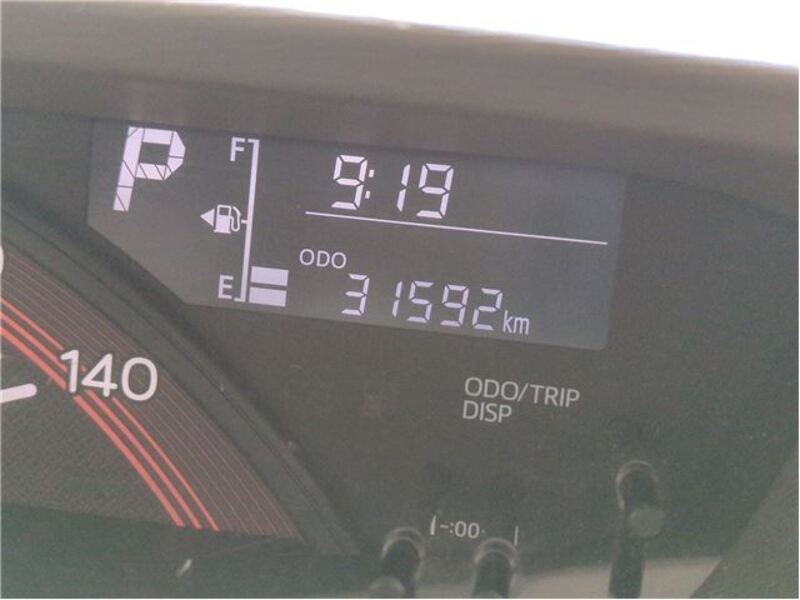 P
F
9:19
ODO
E
31592km
140
ODO/TRIP
DISP
:00